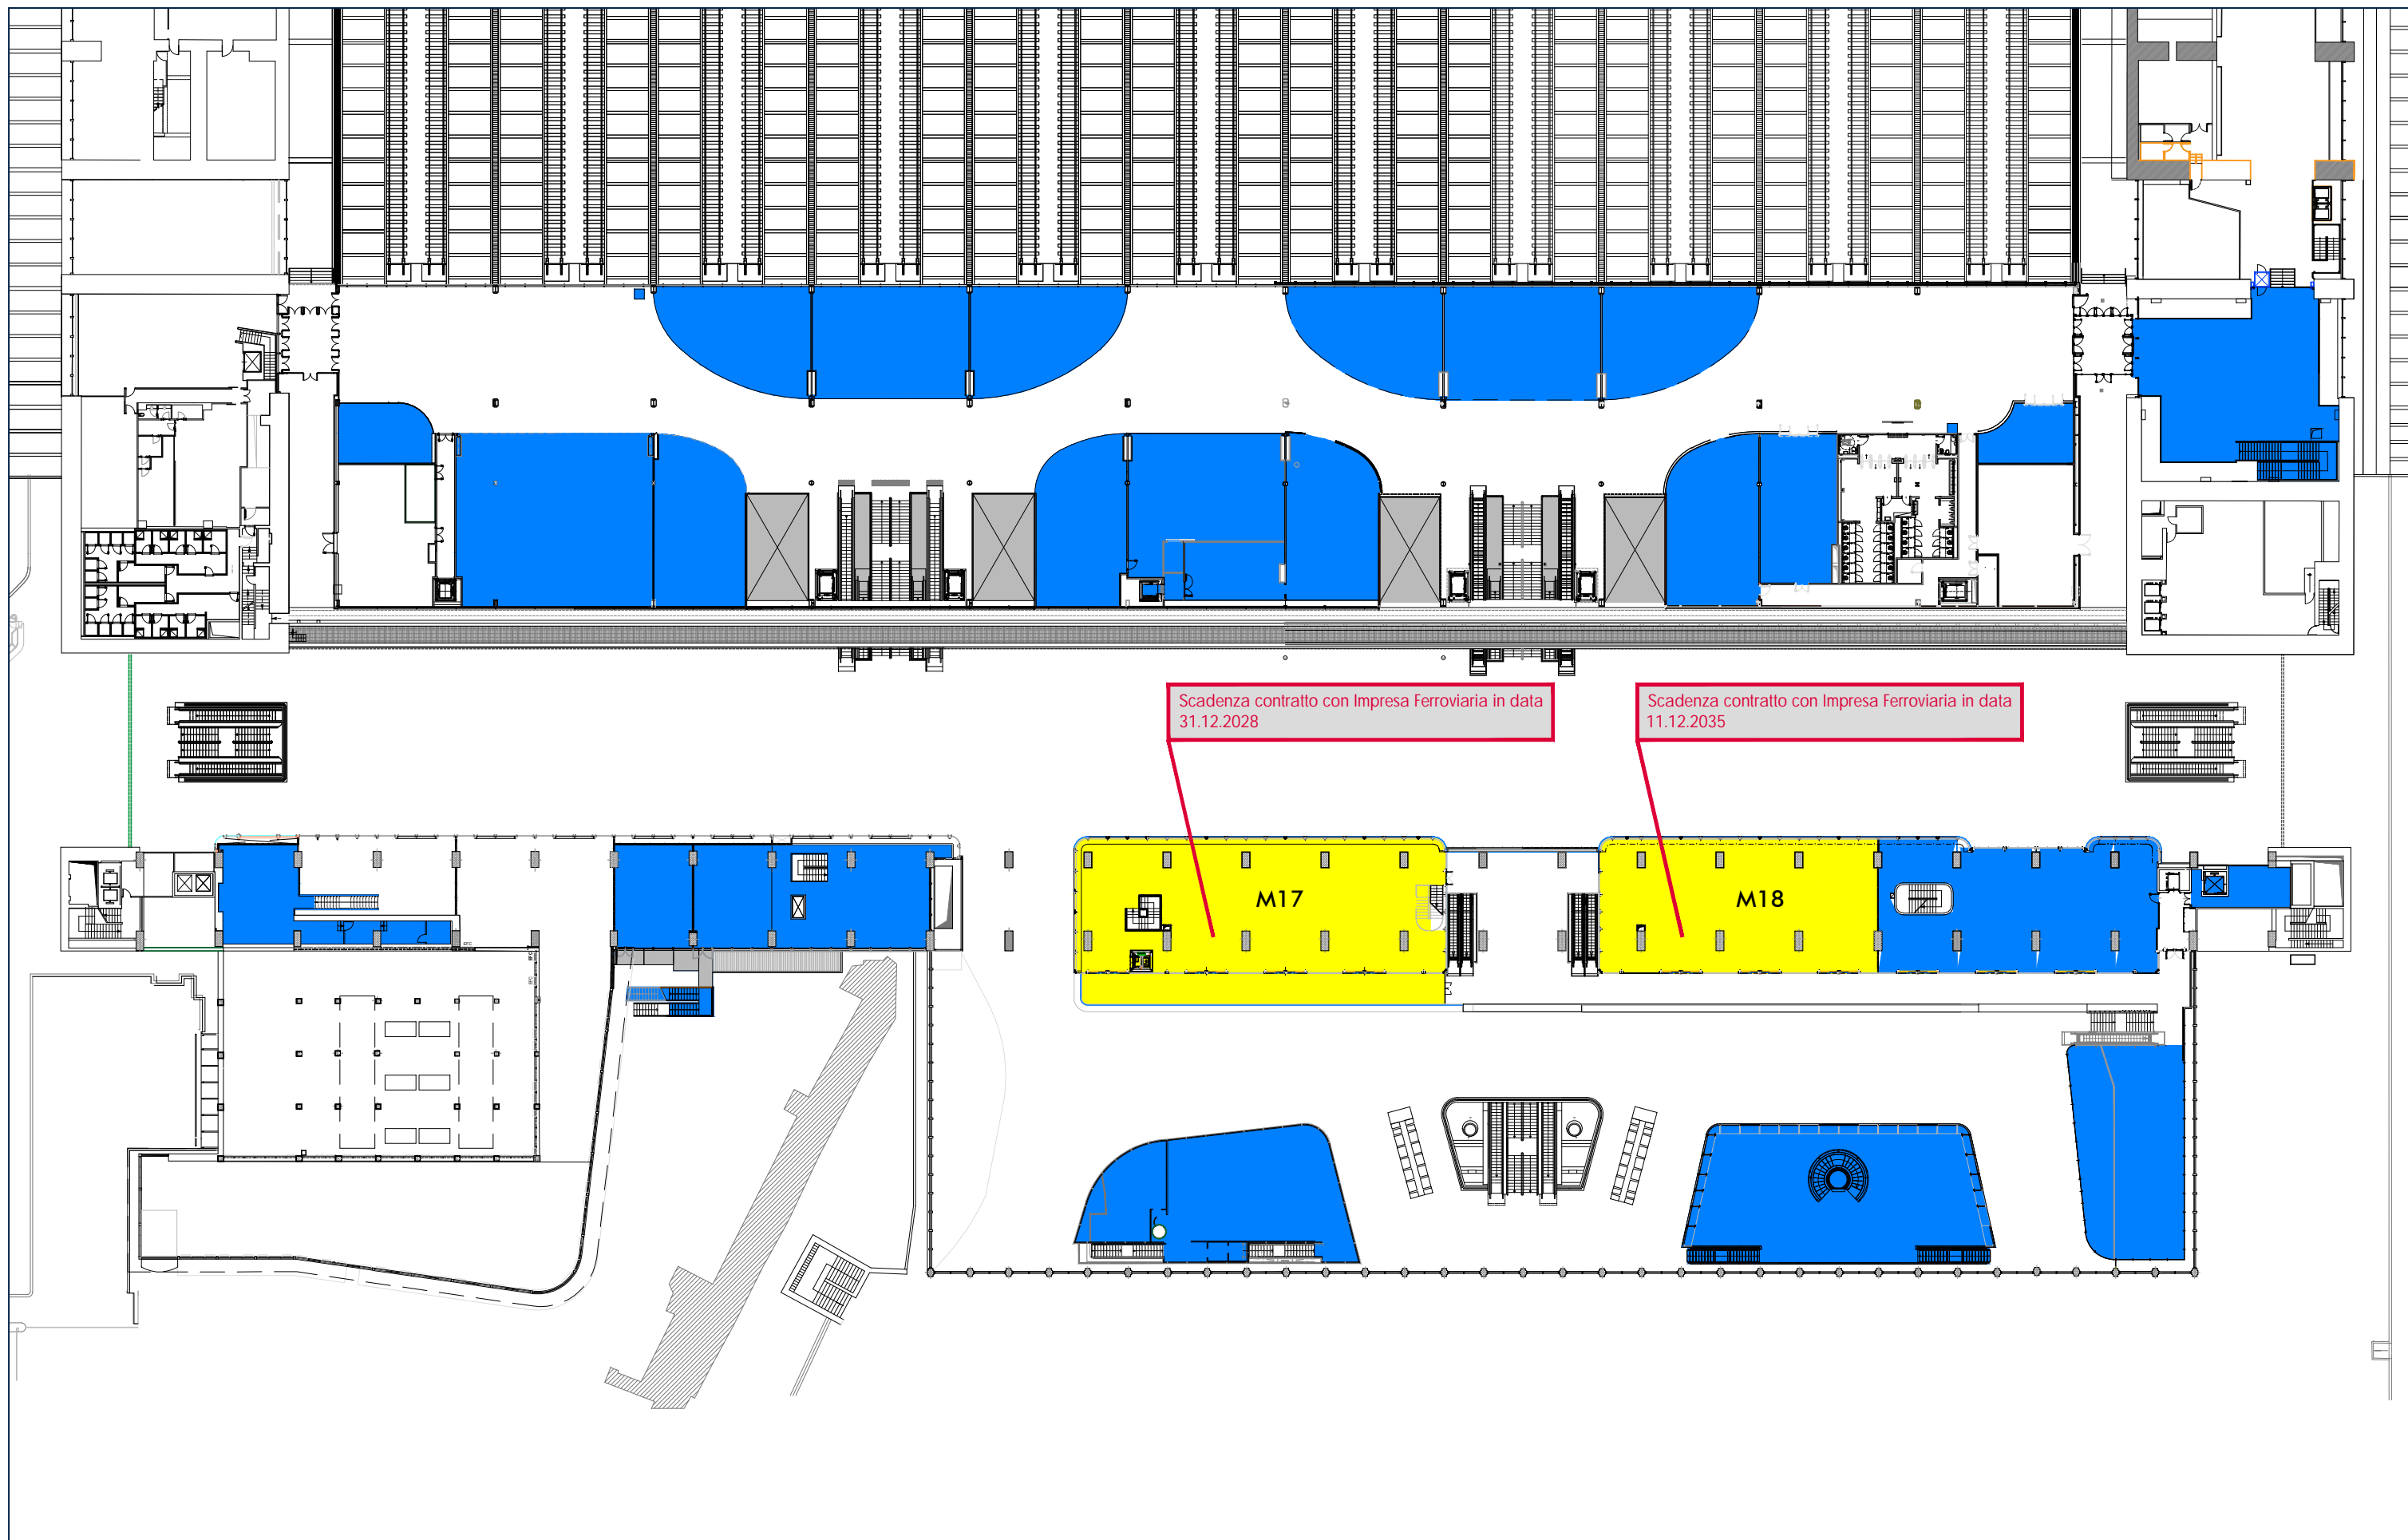 Scadenza contratto con Impresa Ferroviaria in data
31.12.2028
Scadenza contratto con Impresa Ferroviaria in data
11.12.2035
M17
M18